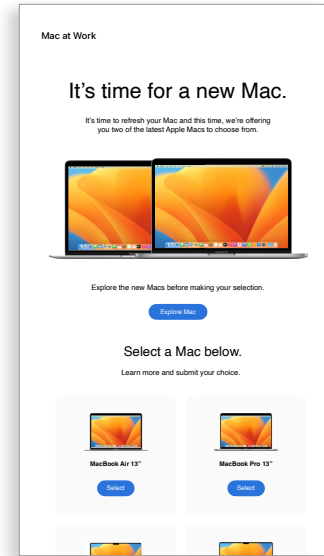 Mac at Work
It’s time for a new Mac.
It’s time to refresh your Mac and this time, we’re offering
you two of the latest Apple Macs to choose from.
Explore the new Macs before making your selection.
Explore Mac
Select a Mac below.
Learn more and submit your choice.
MacBook Air 13”
MacBook Pro 13”
Select
Select